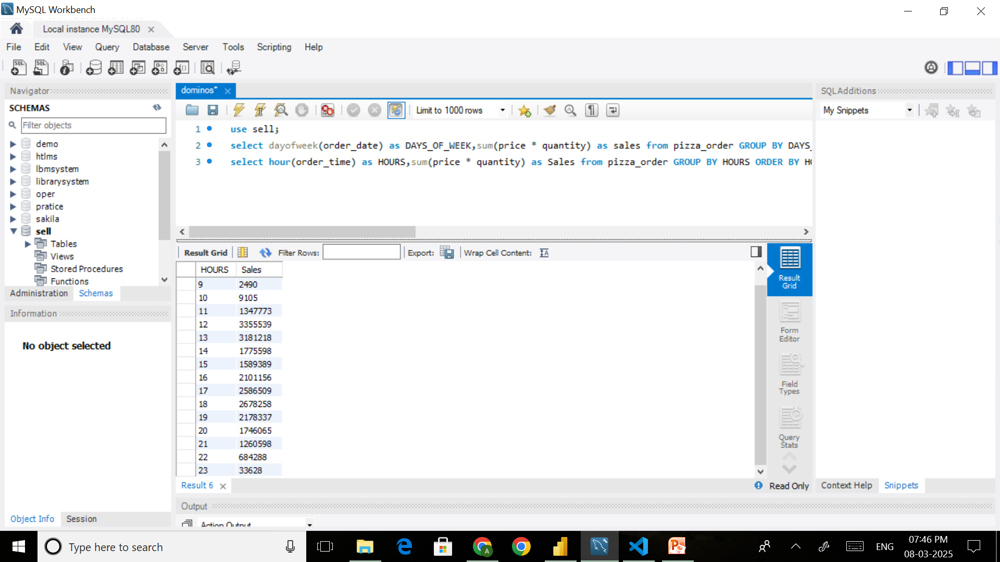 MySQL Workbench
Local instance MySQL80
File Edit View Query Database Server Tools Scripting Help
Navigator
SCHEMAS
Filter objects
demo
htlms
lbmsystem
librarysystem
oper
pratice
sakila
sell
Tables
Views
Stored Procedures
Functions
Administration Schemas
Information
No object selected
Object Info Session
dominos*
Limit to 1000 rows
1 use sell;
2 select dayofweek(order_date) as DAYS_OF_WEEK,sum(price * quantity) as sales from pizza_order GROUP BY DAYS_
3 select hour(order_time) as HOURS,sum(price * quantity) as Sales from pizza_order GROUP BY HOURS ORDER BY HO
Result Grid Filter Rows: Export: Wrap Cell Content:
HOURS Sales
9 2490
10 9105
11 1347773
12 3355539
13 3181218
14 1775598
15 1589389
16 2101156
17 2586509
18 2678258
19 2178337
20 1746065
21 1260598
22 684288
23 33628
Result Grid
Form Editor
Field Types
Query Stats
Result 6
Read Only
Output
Action Output
SQLAdditions
My Snippets
Context Help Snippets
Type here to search
ENG
07:46 PM
08-03-2025